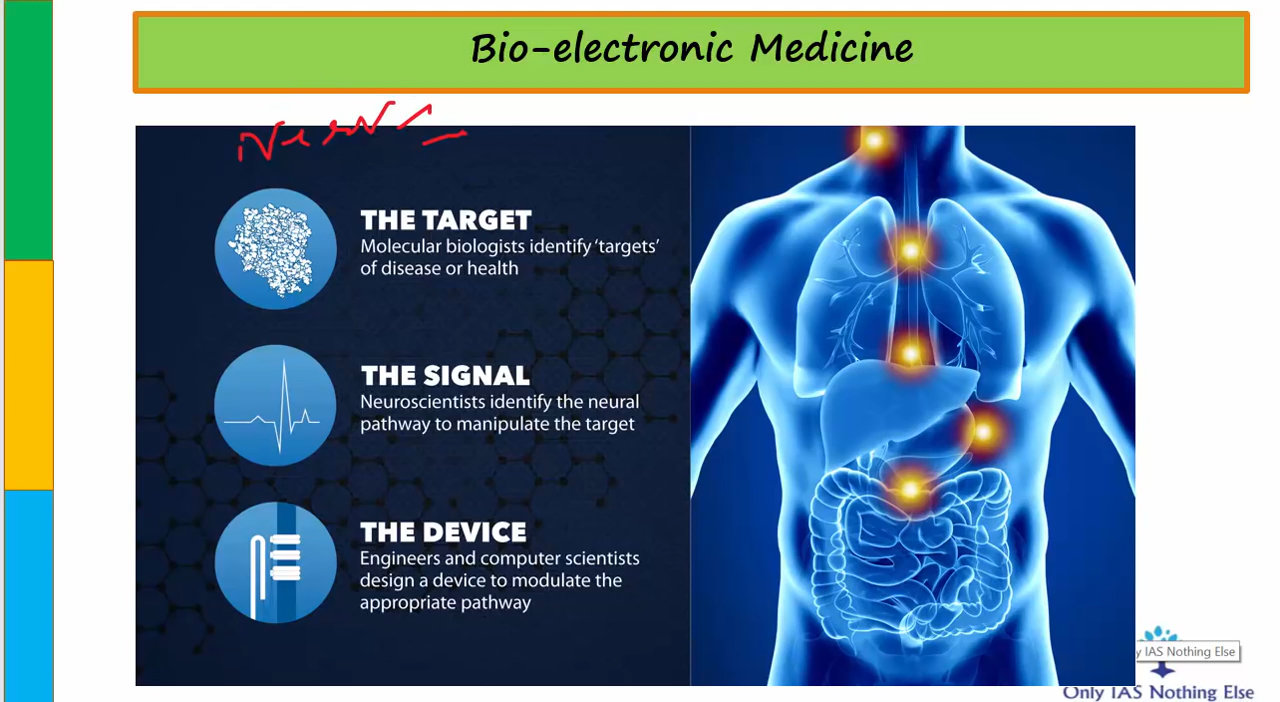 Bio-electronic Medicine
THE TARGET
Molecular biologists identify ‘targets’
of disease or health
THE SIGNAL
Neuroscientists identify the neural
pathway to manipulate the target
THE DEVICE
Engineers and computer scientists
design a device to modulate the
appropriate pathway
y IAS Nothing Else
Only IAS Nothing Else